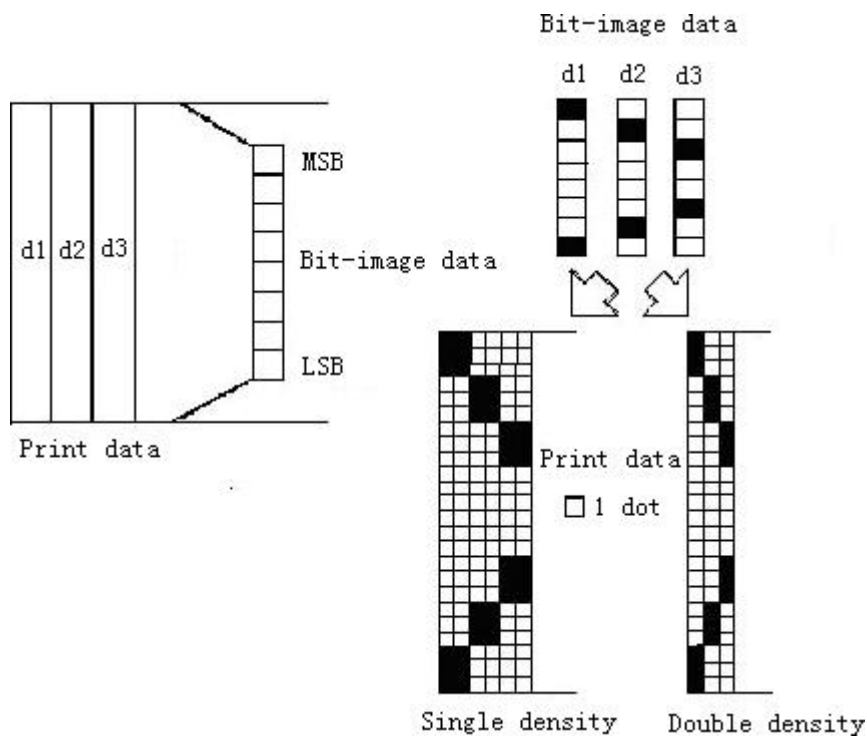 Bit-image data
d1 d2 d3
MSB
d1 d2 d3
Bit-image data
LSB
Print data
Print data
1 dot
Single density
Double density